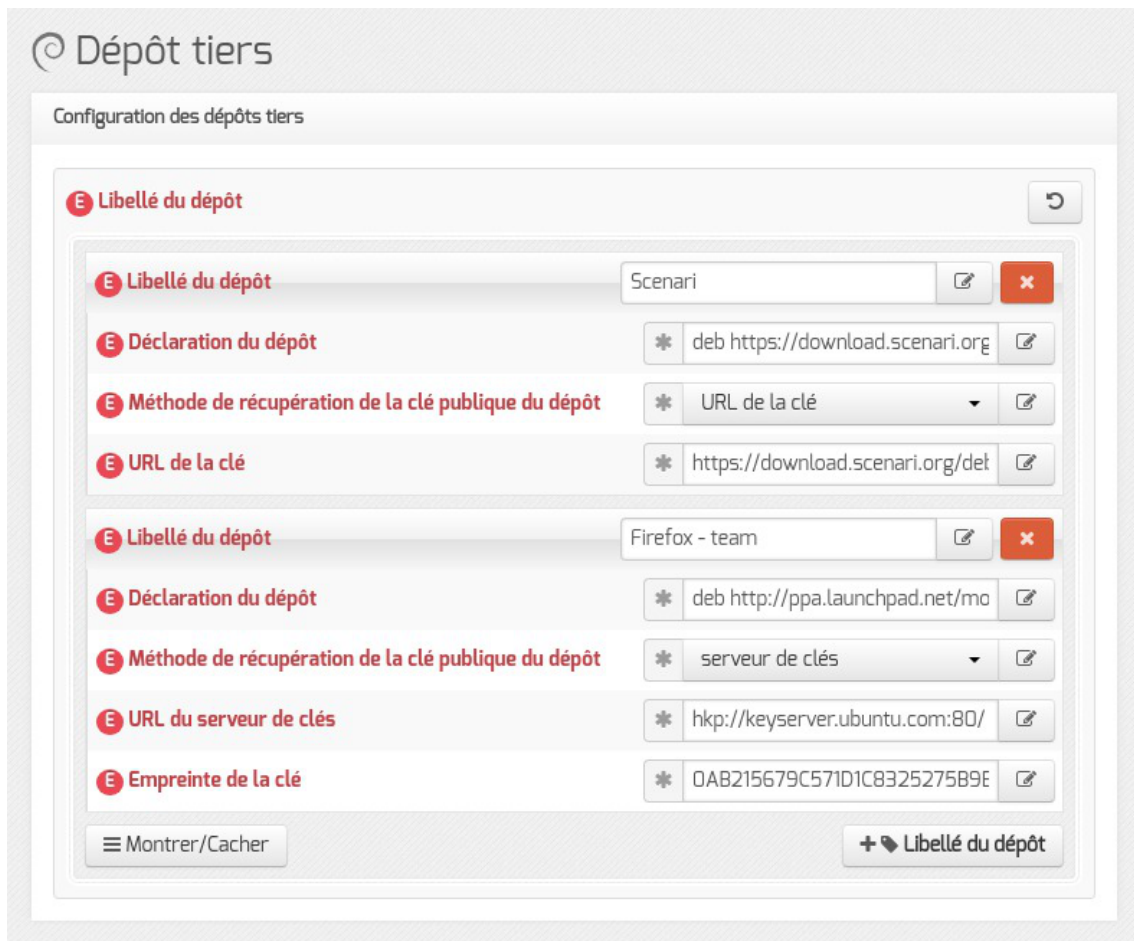 Dépôt tiers
Configuration des dépôts tiers
E Libellé du dépôt
E Libellé du dépôt Scenari
E Déclaration du dépôt deb https://download.scenari.org
E Méthode de récupération de la clé publique du dépôt URL de la clé
E URL de la clé https://download.scenari.org/deb
E Libellé du dépôt Firefox - team
E Déclaration du dépôt deb http://ppa.launchpad.net/mo
E Méthode de récupération de la clé publique du dépôt serveur de clés
E URL du serveur de clés hkp://keyserver.ubuntu.com:80/
E Empreinte de la clé 0AB215679C571D1C8325275B9B
Montrer/Cacher + Libellé du dépôt